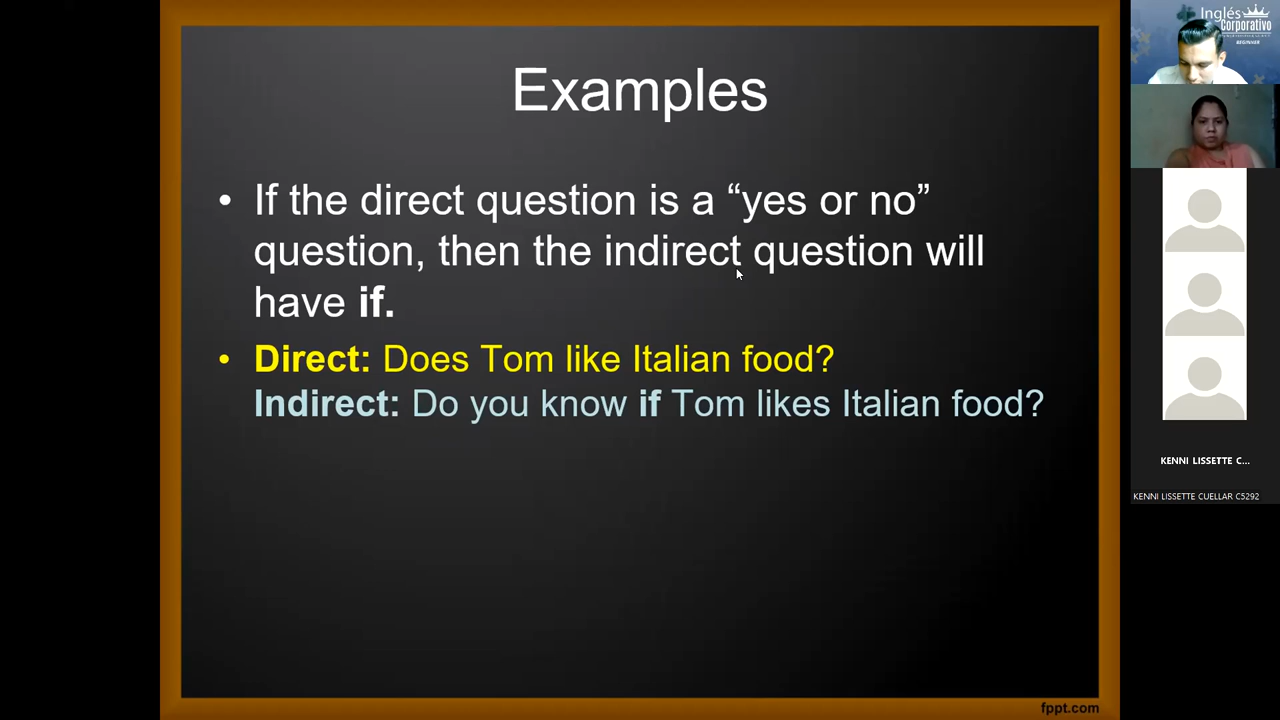 Examples
• If the direct question is a “yes or no”
question, then the indirect question will
have if.
• Direct: Does Tom like Italian food?
Indirect: Do you know if Tom likes Italian food?
fppt.com
Inglés
Corporativo
BEGINNER
KENNI LISSETTE C...
KENNI LISSETTE CUELLAR C5292